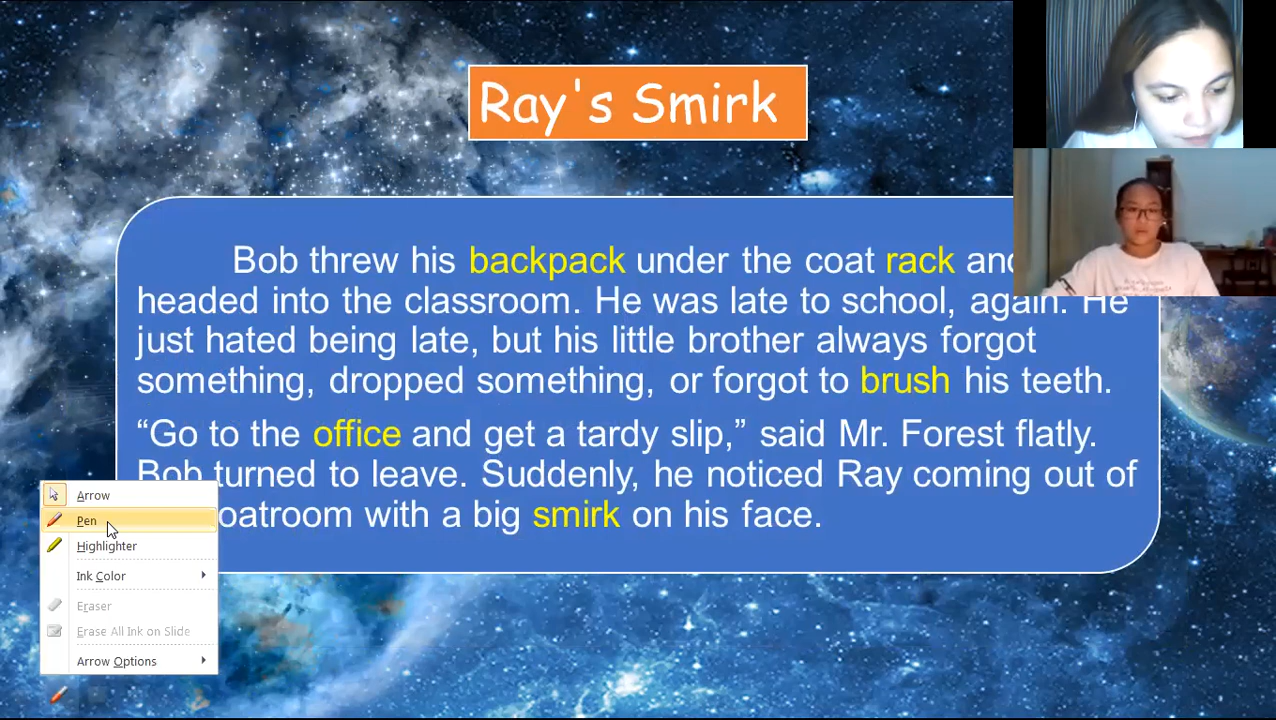 Ray's Smirk
Bob threw his backpack under the coat rack and
headed into the classroom. He was late to school, again. He
just hated being late, but his little brother always forgot
something, dropped something, or forgot to brush his teeth.
“Go to the office and get a tardy slip,” said Mr. Forest flatly.
Bob turned to leave. Suddenly, he noticed Ray coming out of
oatroom with a big smirk on his face.
Arrow
Pen
Highlighter
Ink Color
Eraser
Erase All Ink on Slide
Arrow Options